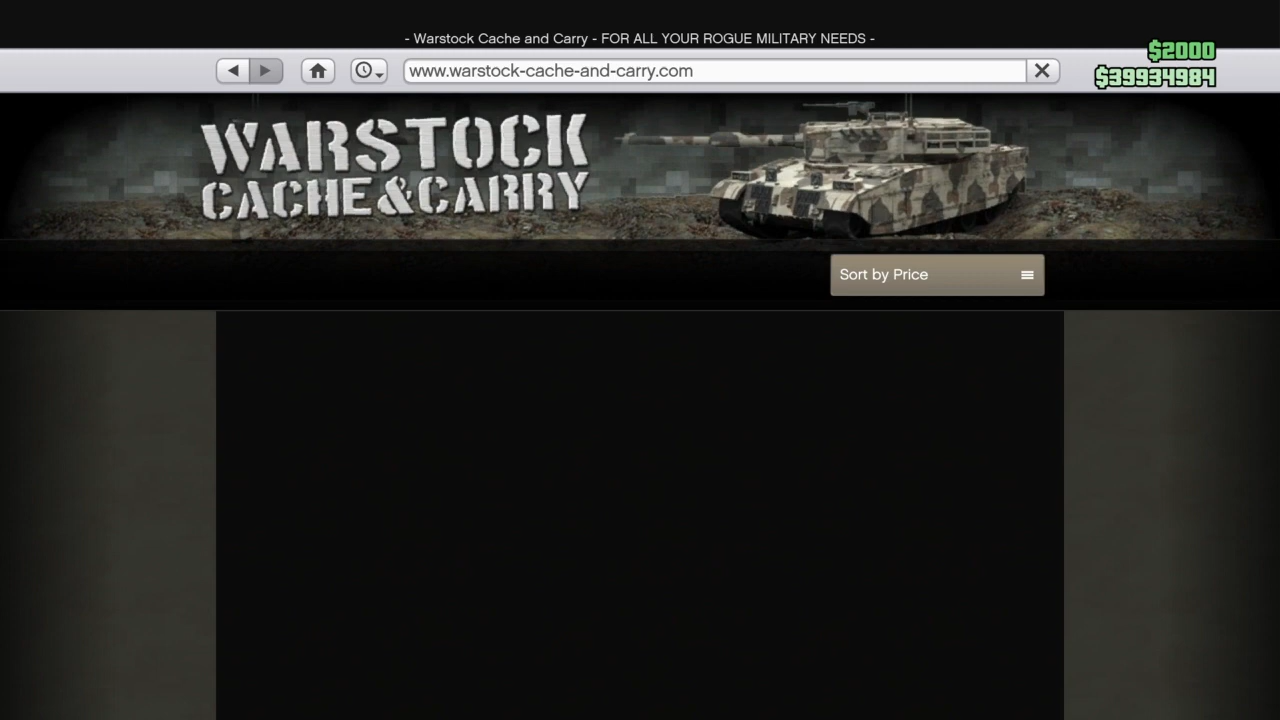 - Warstock Cache and Carry - FOR ALL YOUR ROGUE MILITARY NEEDS -
$2000
www.warstock-cache-and-carry.com
$39934984
WARSTOCK
CACHE&CARRY
Sort by Price